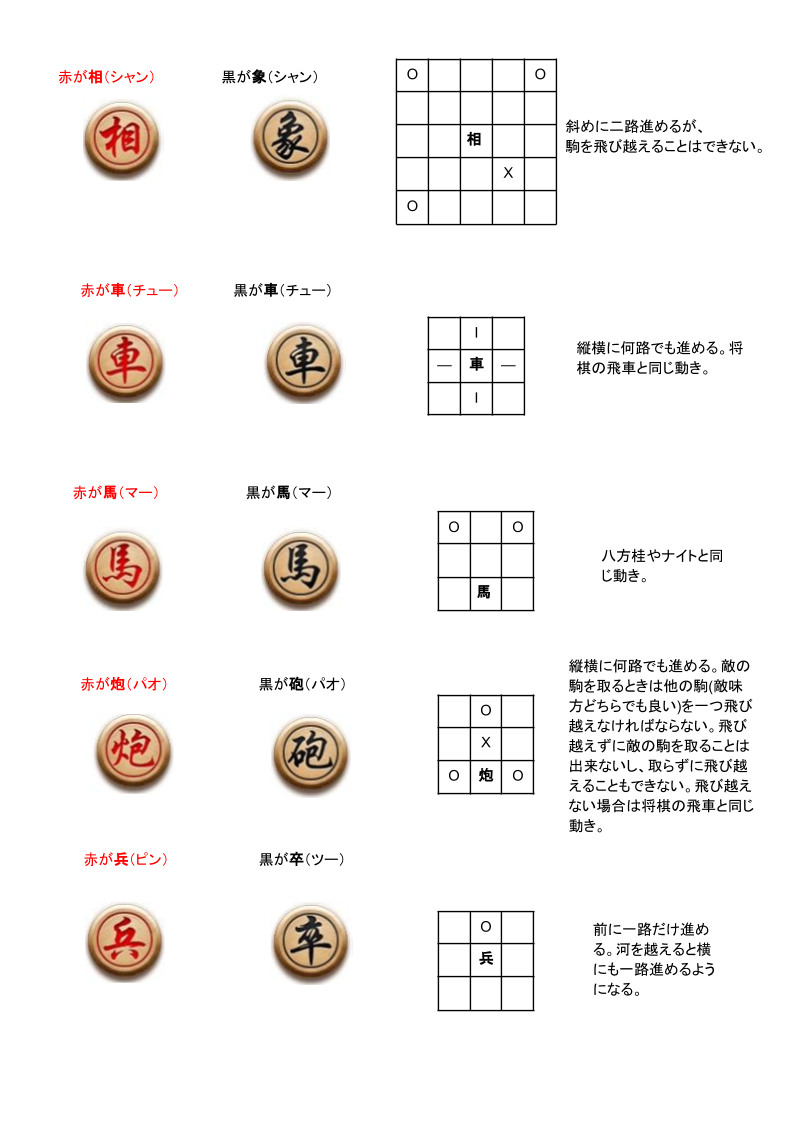 赤が相（シャン） 黒が象（シャン）
相 象
O O
相
X
O
斜めに二路進めるが、
駒を飛び越えることはできない。
赤が車（チュー） 黒が車（チュー）
車 車
|
— 車 —
|
縦横に何路でも進める。将
棋の飛車と同じ動き。
赤が馬（マー） 黒が馬（マー）
馬 馬
O O
馬
八方桂やナイトと同
じ動き。
赤が炮（パオ） 黒が砲（パオ）
炮 砲
O
X
O 炮 O
縦横に何路でも進める。敵の
駒を取るときは他の駒(敵味
方どちらでも良い)を一つ飛び
越えなければならない。飛び
越えずに敵の駒を取ることは
出来ないし、取らずに飛び越
えることもできない。飛び越え
ない場合は将棋の飛車と同じ
動き。
赤が兵（ピン） 黒が卒（ツー）
兵 卒
O
兵
前に一路だけ進め
る。河を越えると横
にも一路進めるよう
になる。